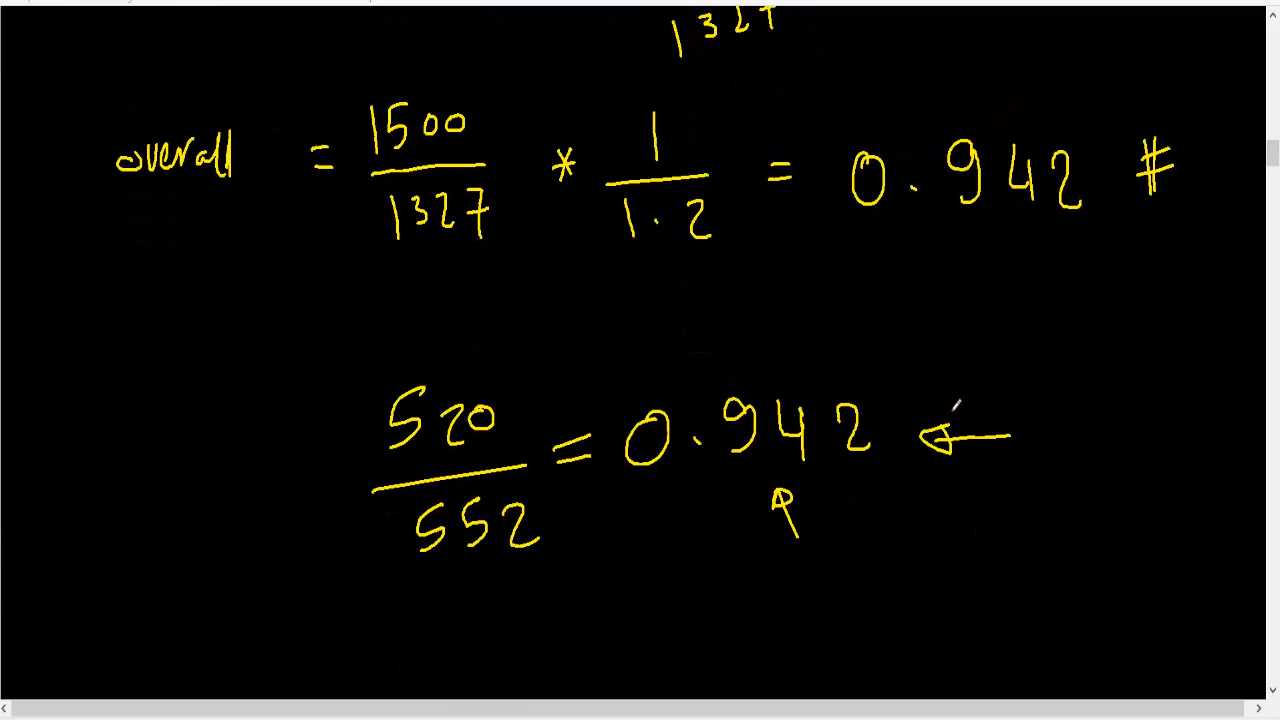 1327
overall = 1500/1327 * 1/1.2 = 0.942 #
520/552 = 0.942 ←
↑